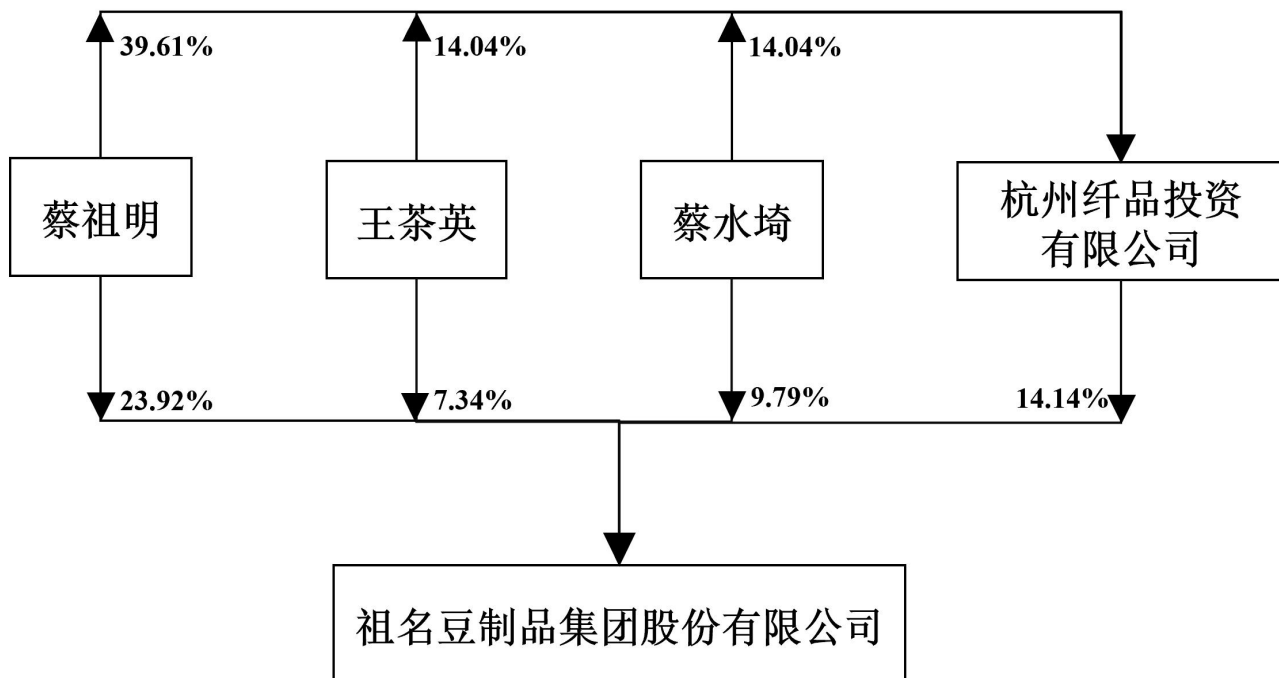 39.61%
14.04%
14.04%
蔡祖明
王茶英
蔡水埼
杭州纤品投资
有限公司
23.92%
7.34%
9.79%
14.14%
祖名豆制品集团股份有限公司